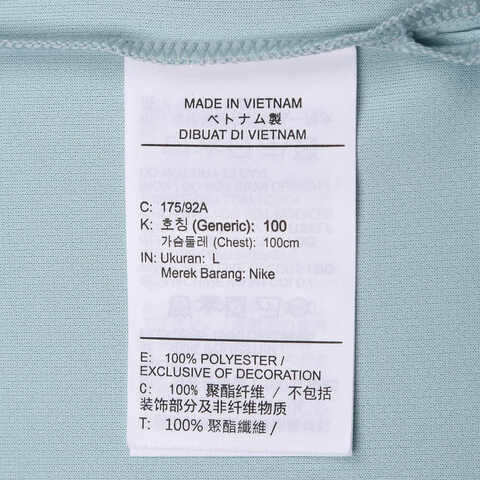 MADE IN VIETNAM
ベトナム製
DIBUAT DI VIETNAM
C: 175/92A
K: 호칭 (Generic): 100
가슴둘레 (Chest): 100cm
IN: Ukuran: L
Merek Barang: Nike
E: 100% POLYESTER /
EXCLUSIVE OF DECORATION
C: 100% 聚酯纤维 / 不包括
装饰部分及非纤维物质
T: 100% 聚酯纖維 /